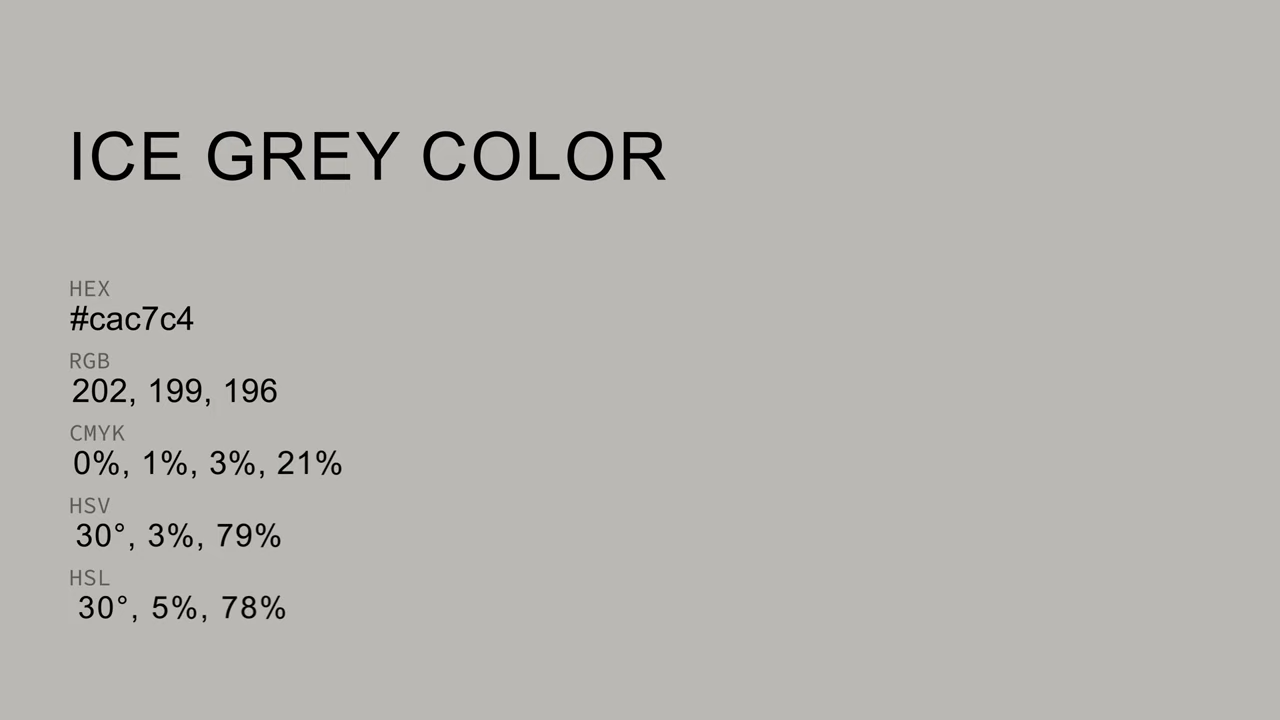 ICE GREY COLOR
HEX
#cac7c4
RGB
202, 199, 196
CMYK
0%, 1%, 3%, 21%
HSV
30°, 3%, 79%
HSL
30°, 5%, 78%